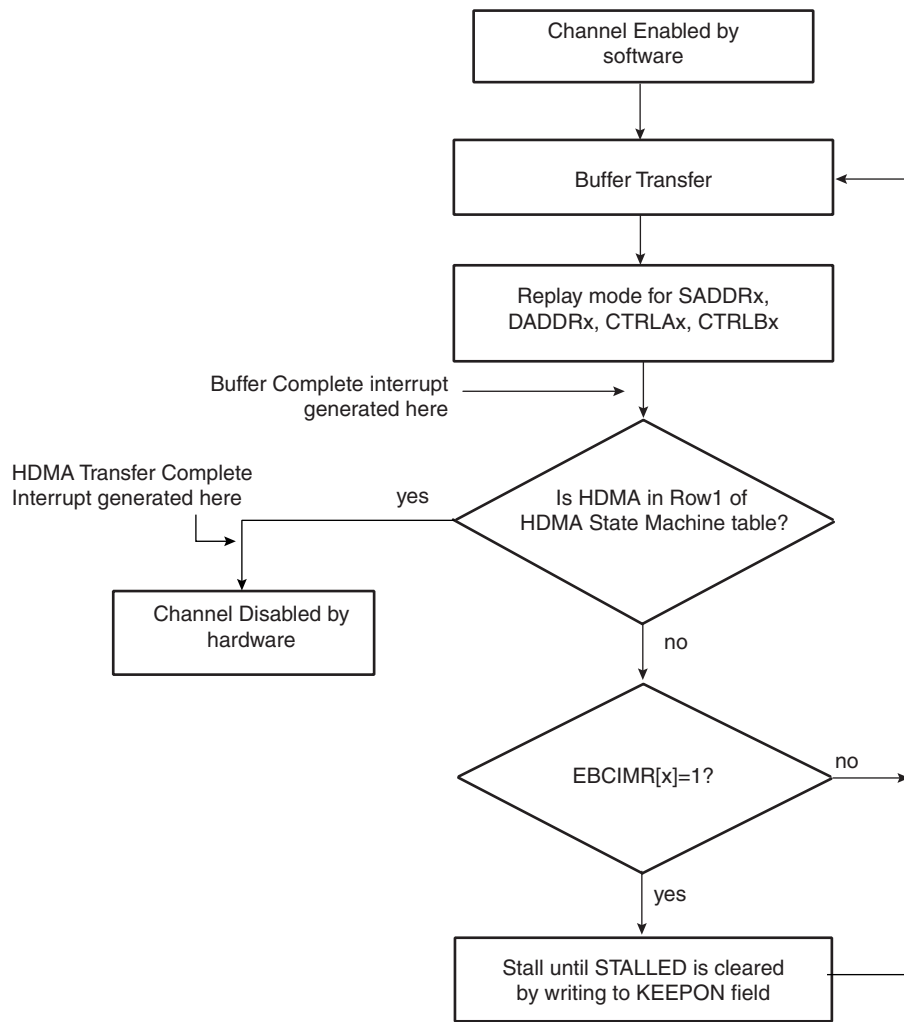 Channel Enabled by
software
Buffer Transfer
Replay mode for SADDRx,
DADDRx, CTRLAx, CTRLBx
Buffer Complete interrupt
generated here
HDMA Transfer Complete
Interrupt generated here
yes
Is HDMA in Row1 of
HDMA State Machine table?
Channel Disabled by
hardware
no
EBCIMR[x]=1?
no
yes
Stall until STALLED is cleared
by writing to KEEPON field